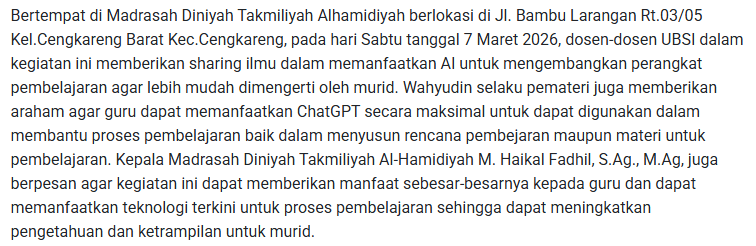 Bertempat di Madrasah Diniyah Takmiliyah Alhamidiyah berlokasi di Jl. Bambu Larangan Rt.03/05
Kel.Cengkareng Barat Kec.Cengkareng, pada hari Sabtu tanggal 7 Maret 2026, dosen-dosen UBSI dalam
kegiatan ini memberikan sharing ilmu dalam memanfaatkan AI untuk mengembangkan perangkat
pembelajaran agar lebih mudah dimengerti oleh murid. Wahyudin selaku pemateri juga memberikan
araham agar guru dapat memanfaatkan ChatGPT secara maksimal untuk dapat digunakan dalam
membantu proses pembelajaran baik dalam menyusun rencana pembejaran maupun materi untuk
pembelajaran. Kepala Madrasah Diniyah Takmiliyah Al-Hamidiyah M. Haikal Fadhil, S.Ag., M.Ag, juga
berpesan agar kegiatan ini dapat memberikan manfaat sebesar-besarnya kepada guru dan dapat
memanfaatkan teknologi terkini untuk proses pembelajaran sehingga dapat meningkatkan
pengetahuan dan ketrampilan untuk murid.